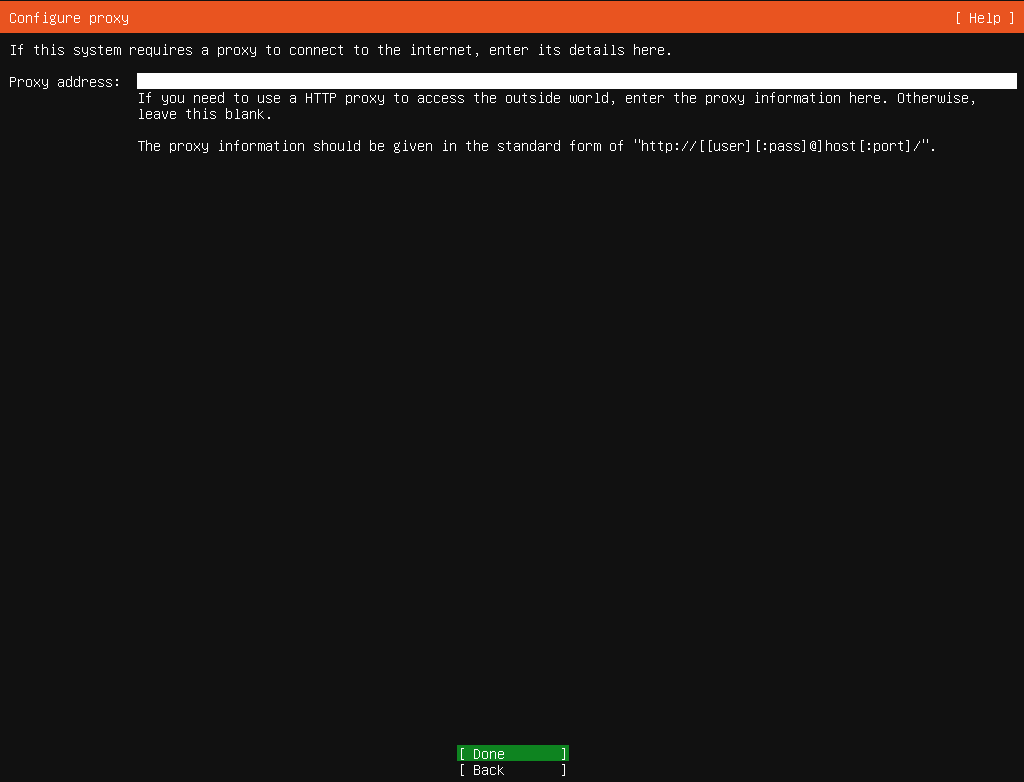 Configure proxy [ Help ]
If this system requires a proxy to connect to the internet, enter its details here.
Proxy address:
If you need to use a HTTP proxy to access the outside world, enter the proxy information here. Otherwise,
leave this blank.
The proxy information should be given in the standard form of "http://[[user][:pass]@]host[:port]/".
[ Done ]
[ Back ]